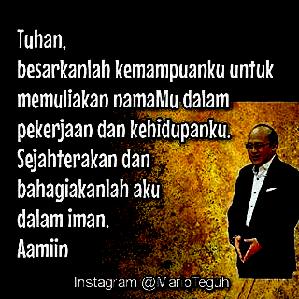 Tuhan,
besarkanlah kemampuanku untuk
memuliakan namaMu dalam
pekerjaan dan kehidupanku.
Sejahterakan dan
bahagiakanlah aku
dalam iman.
Aamiin
Instagram @MarioTeguh